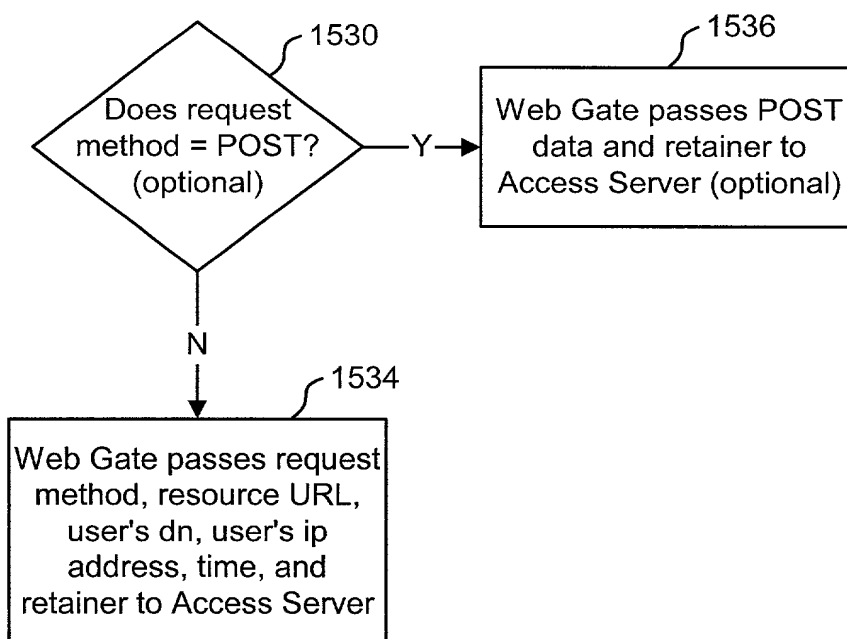 1530
Does request
method = POST?
(optional)
Y
1536
Web Gate passes POST
data and retainer to
Access Server (optional)
N
1534
Web Gate passes request
method, resource URL,
user's dn, user's ip
address, time, and
retainer to Access Server